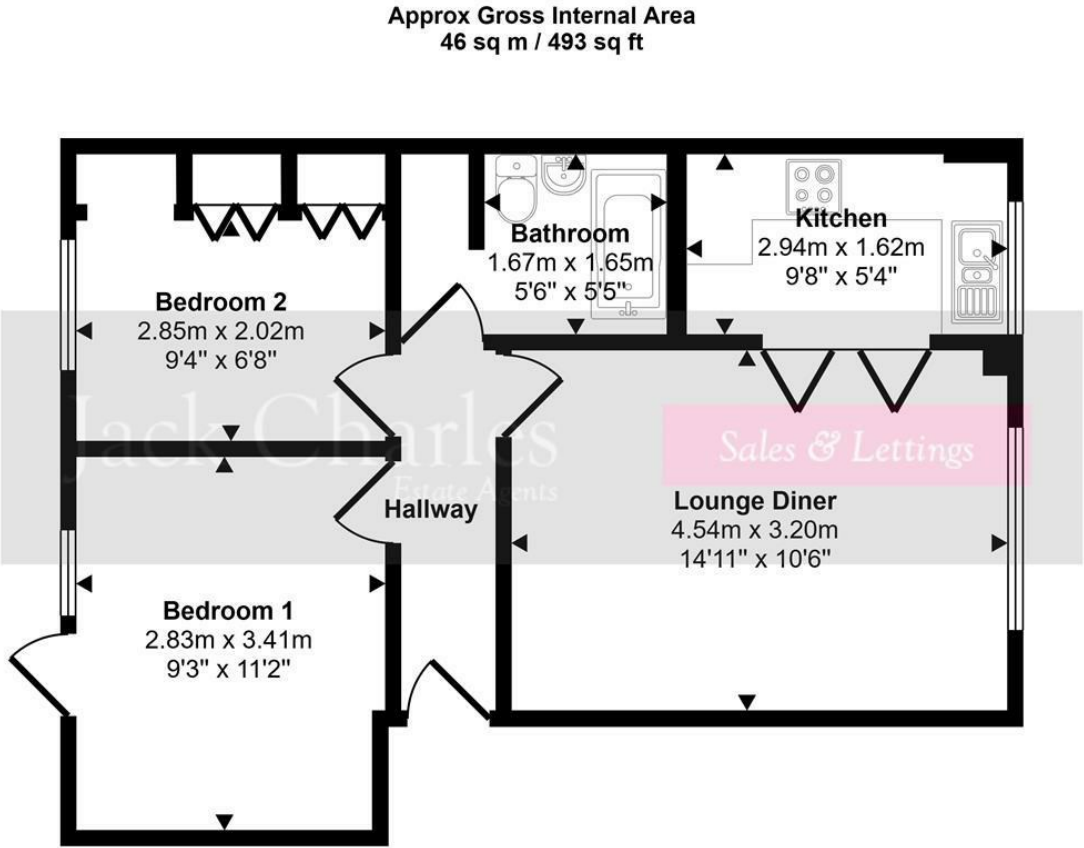 Approx Gross Internal Area
46 sq m / 493 sq ft
Bathroom
1.67m x 1.65m
5'6" x 5'5"
Kitchen
2.94m x 1.62m
9'8" x 5'4"
Bedroom 2
2.85m x 2.02m
9'4" x 6'8"
Jack Charles
Estate Agents
Sales & Lettings
Hallway
Lounge Diner
4.54m x 3.20m
14'11" x 10'6"
Bedroom 1
2.83m x 3.41m
9'3" x 11'2"